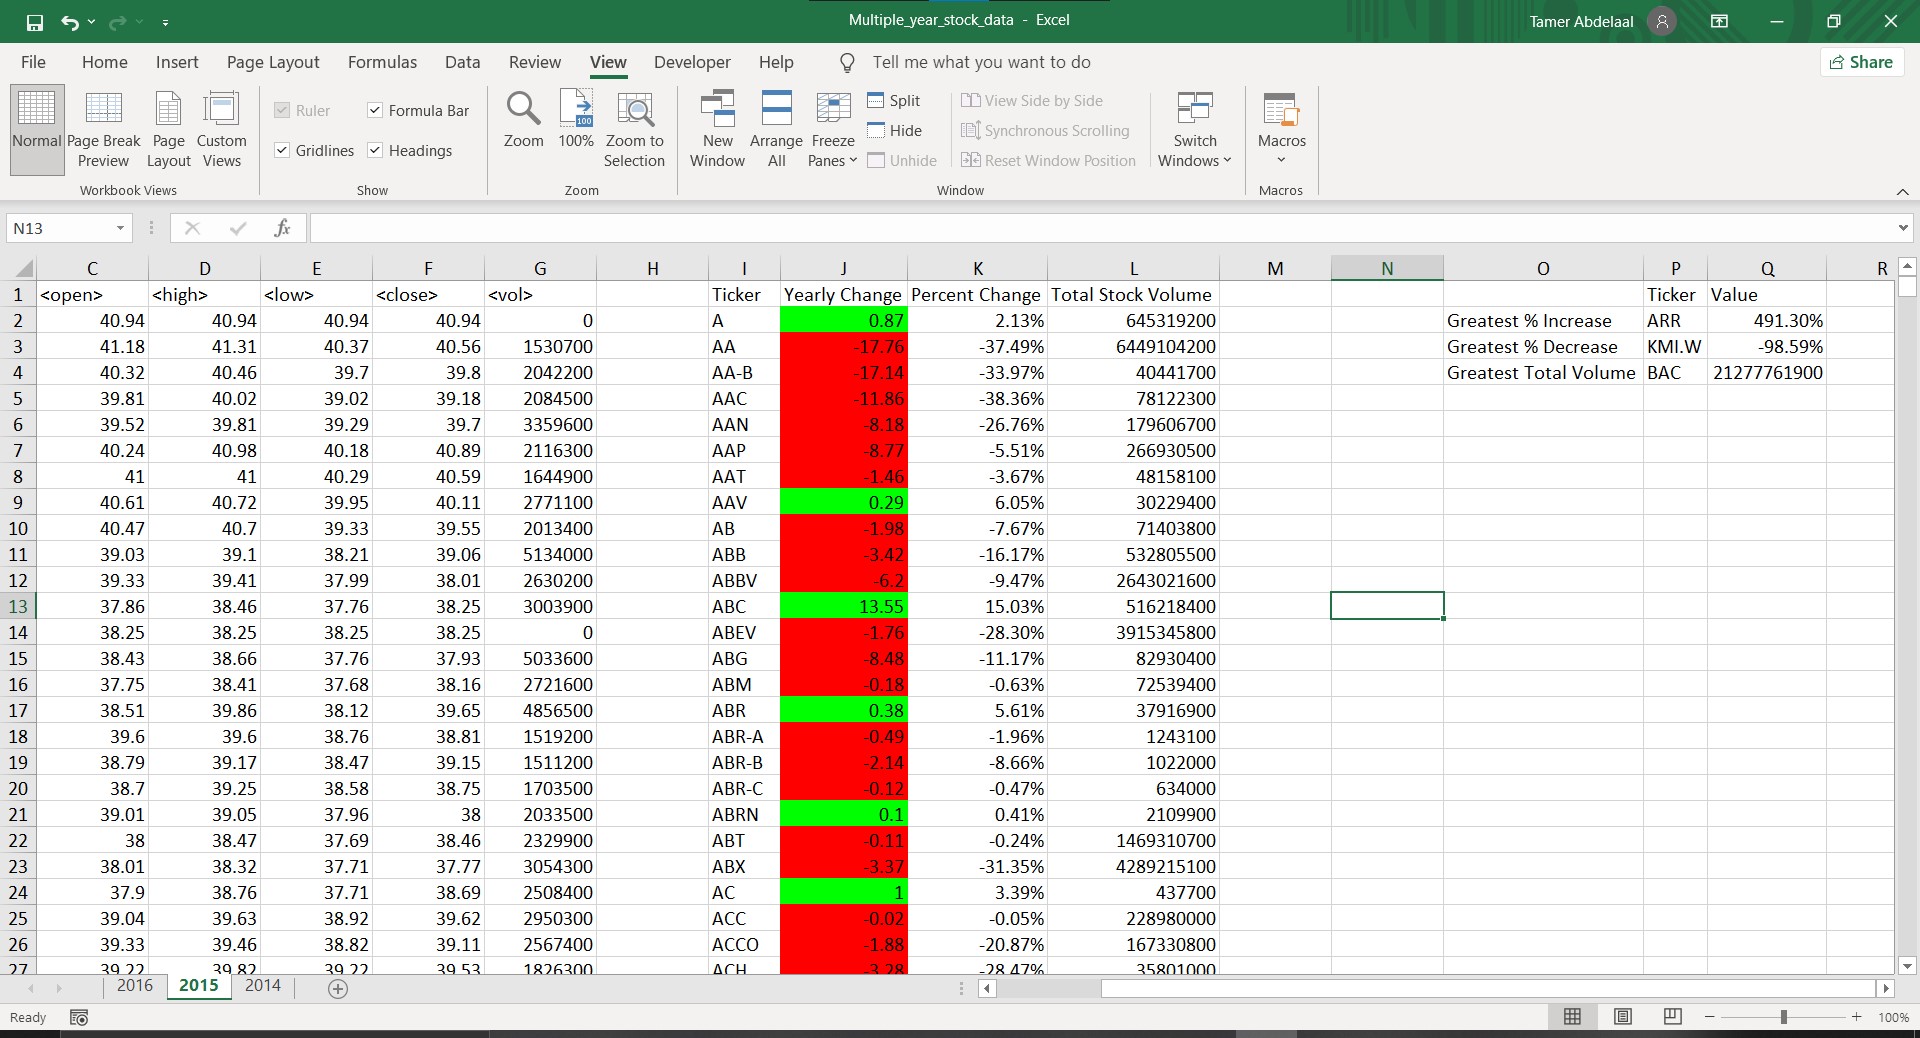 Multiple_year_stock_data - Excel
Tamer Abdelaal
File Home Insert Page Layout Formulas Data Review View Developer Help Tell me what you want to do Share
Normal Page Break Preview Page Layout Custom Views
Workbook Views
Ruler Formula Bar
Gridlines Headings
Show
Zoom 100% Zoom to Selection
100
Zoom
New Window Arrange All Freeze Panes
Split
Hide
Unhide
View Side by Side
Synchronous Scrolling
Reset Window Position
Window
Switch Windows
Macros
Macros
N13 fx
C D E F G H I J K L M N O P Q R
1 <open> <high> <low> <close> <vol> Ticker Yearly Change Percent Change Total Stock Volume Ticker Value
2 40.94 40.94 40.94 40.94 0 A 0.87 2.13% 645319200 Greatest % Increase ARR 491.30%
3 41.18 41.31 40.37 40.56 1530700 AA -17.76 -37.49% 6449104200 Greatest % Decrease KMI.W -98.59%
4 40.32 40.46 39.7 39.8 2042200 AA-B -17.14 -33.97% 40441700 Greatest Total Volume BAC 21277761900
5 39.81 40.02 39.02 39.18 2084500 AAC -11.86 -38.36% 78122300
6 39.52 39.81 39.29 39.7 3359600 AAN -8.18 -26.76% 179606700
7 40.24 40.98 40.18 40.89 2116300 AAP -8.77 -5.51% 266930500
8 41 41 40.29 40.59 1644900 AAT -1.46 -3.67% 48158100
9 40.61 40.72 39.95 40.11 2771100 AAV 0.29 6.05% 30229400
10 40.47 40.7 39.33 39.55 2013400 AB -1.98 -7.67% 71403800
11 39.03 39.1 38.21 39.06 5134000 ABB -3.42 -16.17% 532805500
12 39.33 39.41 37.99 38.01 2630200 ABBV -6.2 -9.47% 2643021600
13 37.86 38.46 37.76 38.25 3003900 ABC 13.55 15.03% 516218400
14 38.25 38.25 38.25 38.25 0 ABEV -1.76 -28.30% 3915345800
15 38.43 38.66 37.76 37.93 5033600 ABG -8.48 -11.17% 82930400
16 37.75 38.41 37.68 38.16 2721600 ABM -0.18 -0.63% 72539400
17 38.51 39.86 38.12 39.65 4856500 ABR 0.38 5.61% 37916900
18 39.6 39.6 38.76 38.81 1519200 ABR-A -0.49 -1.96% 1243100
19 38.79 39.17 38.47 39.15 1511200 ABR-B -2.14 -8.66% 1022000
20 38.7 39.25 38.58 38.75 1703500 ABR-C -0.12 -0.47% 634000
21 39.01 39.05 37.96 38 2033500 ABRN 0.1 0.41% 2109900
22 38 38.47 37.69 38.46 2329900 ABT -0.11 -0.24% 1469310700
23 38.01 38.32 37.71 37.77 3054300 ABX -3.37 -31.35% 4289215100
24 37.9 38.76 37.71 38.69 2508400 AC 1 3.39% 437700
25 39.04 39.63 38.92 39.62 2950300 ACC -0.02 -0.05% 228980000
26 39.33 39.46 38.82 39.11 2567400 ACCO -1.88 -20.87% 167330800
27 39.22 39.82 39.22 39.53 1826300 ACH -3.28 -28.47% 35801000
2016 2015 2014
Ready 100%